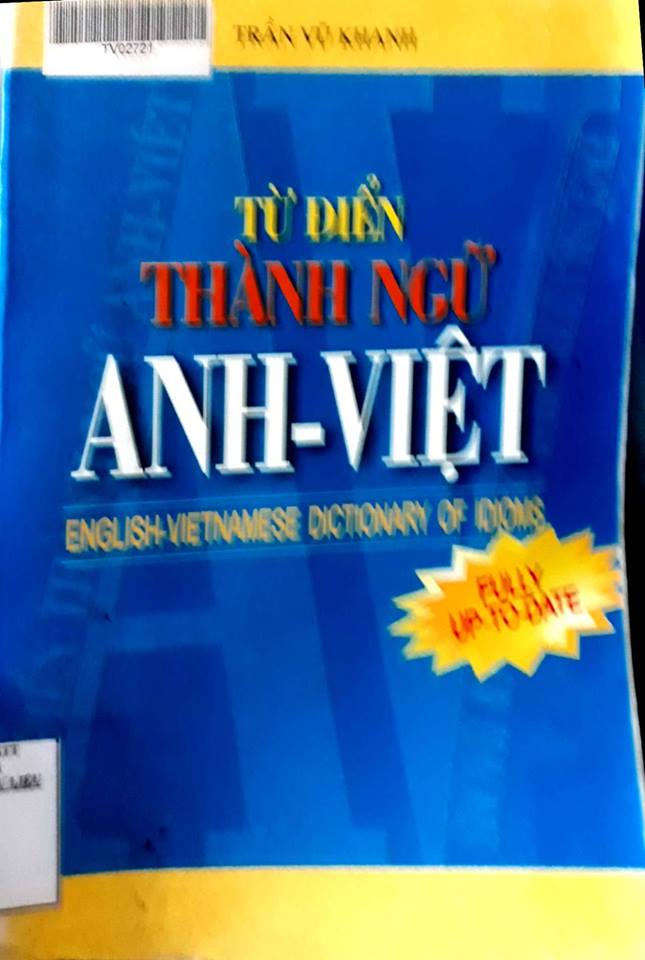 TV02721
TRẦN VŨ KHANH
TỪ ĐIỂN
THÀNH NGỮ
ANH-VIỆT
ENGLISH-VIETNAMESE DICTIONARY OF IDIOMS
FULLY
UP-TO-DATE